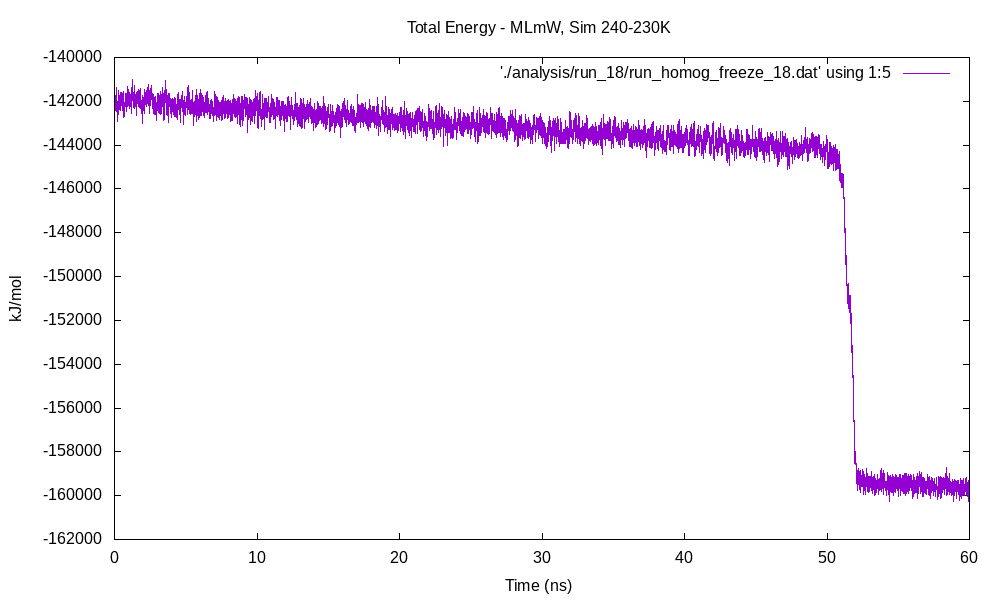 Total Energy - MLmW, Sim 240-230K
'./analysis/run_18/run_homog_freeze_18.dat' using 1:5
-140000
-142000
-144000
-146000
-148000
-150000
-152000
-154000
-156000
-158000
-160000
-162000
kJ/mol
0 10 20 30 40 50 60
Time (ns)